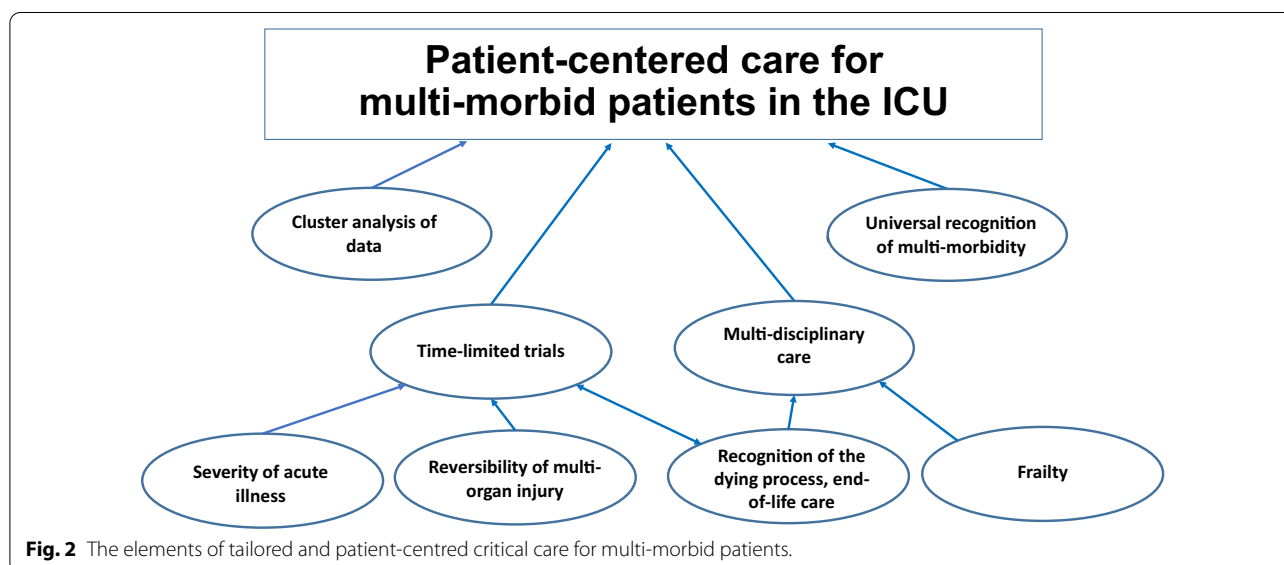 Patient-centered care for
multi-morbid patients in the ICU
Cluster analysis of
data
Universal recognition
of multi-morbidity
Time-limited trials
Multi-disciplinary
care
Severity of acute
illness
Reversibility of multi-
organ injury
Recognition of the
dying process, end-
of-life care
Frailty
Fig. 2 The elements of tailored and patient-centred critical care for multi-morbid patients.